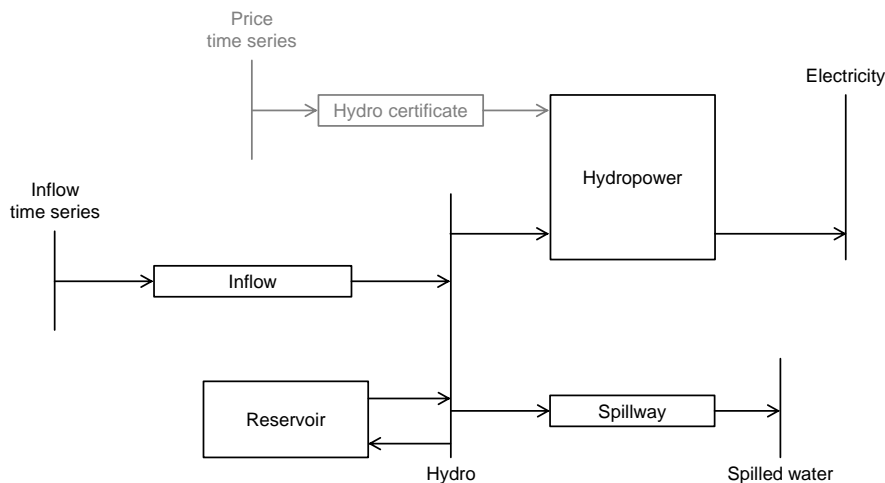 Price
time series
Electricity
Hydro certificate
Hydropower
Inflow
time series
Inflow
Reservoir
Spillway
Hydro
Spilled water